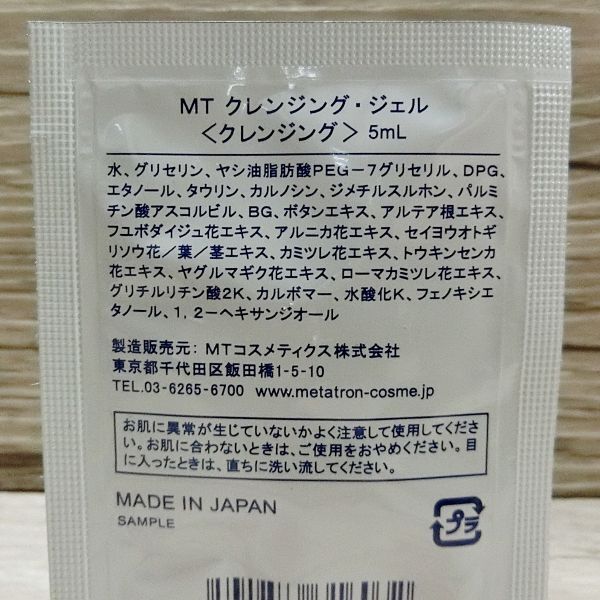 MT クレンジング・ジェル
〈クレンジング〉5mL
水、グリセリン、ヤシ油脂肪酸PEG－7グリセリル、DPG、
エタノール、タウリン、カルノシン、ジメチルスルホン、パルミ
チン酸アスコルビル、BG、ボタンエキス、アルテア根エキス、
フユボダイジュ花エキス、アルニカ花エキス、セイヨウオトギ
リソウ花／葉／茎エキス、カミツレ花エキス、トウキンセンカ
花エキス、ヤグルマギク花エキス、ローマカミツレ花エキス、
グリチルリチン酸2K、カルボマー、水酸化K、フェノキシエ
タノール、1,2－ヘキサンジオール
製造販売元：MTコスメティクス株式会社
東京都千代田区飯田橋1-5-10
TEL.03-6265-6700 www.metatron-cosme.jp
お肌に異常が生じていないかよく注意して使用してくださ
い。お肌に合わないときは、ご使用をおやめください。目
に入ったときは、直ちに洗い流してください。
MADE IN JAPAN
SAMPLE
プラ